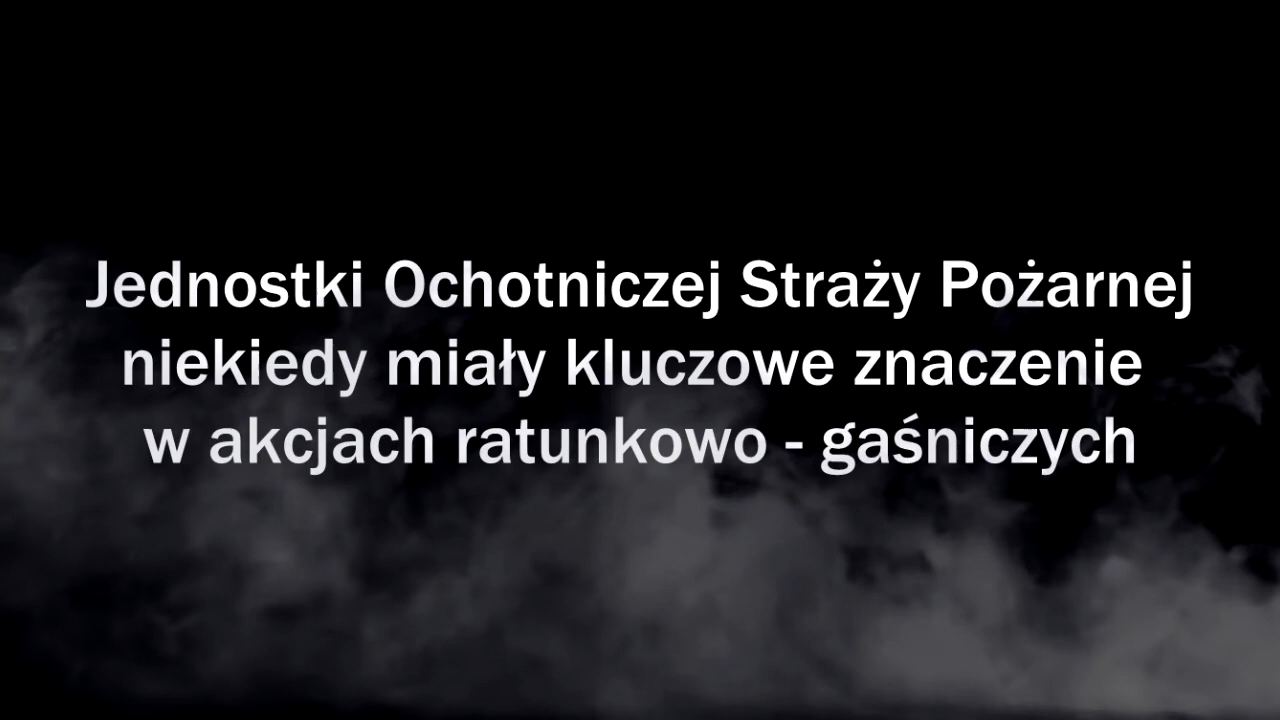 Jednostki Ochotniczej Straży Pożarnej
niekiedy miały kluczowe znaczenie
w akcjach ratunkowo - gaśniczych